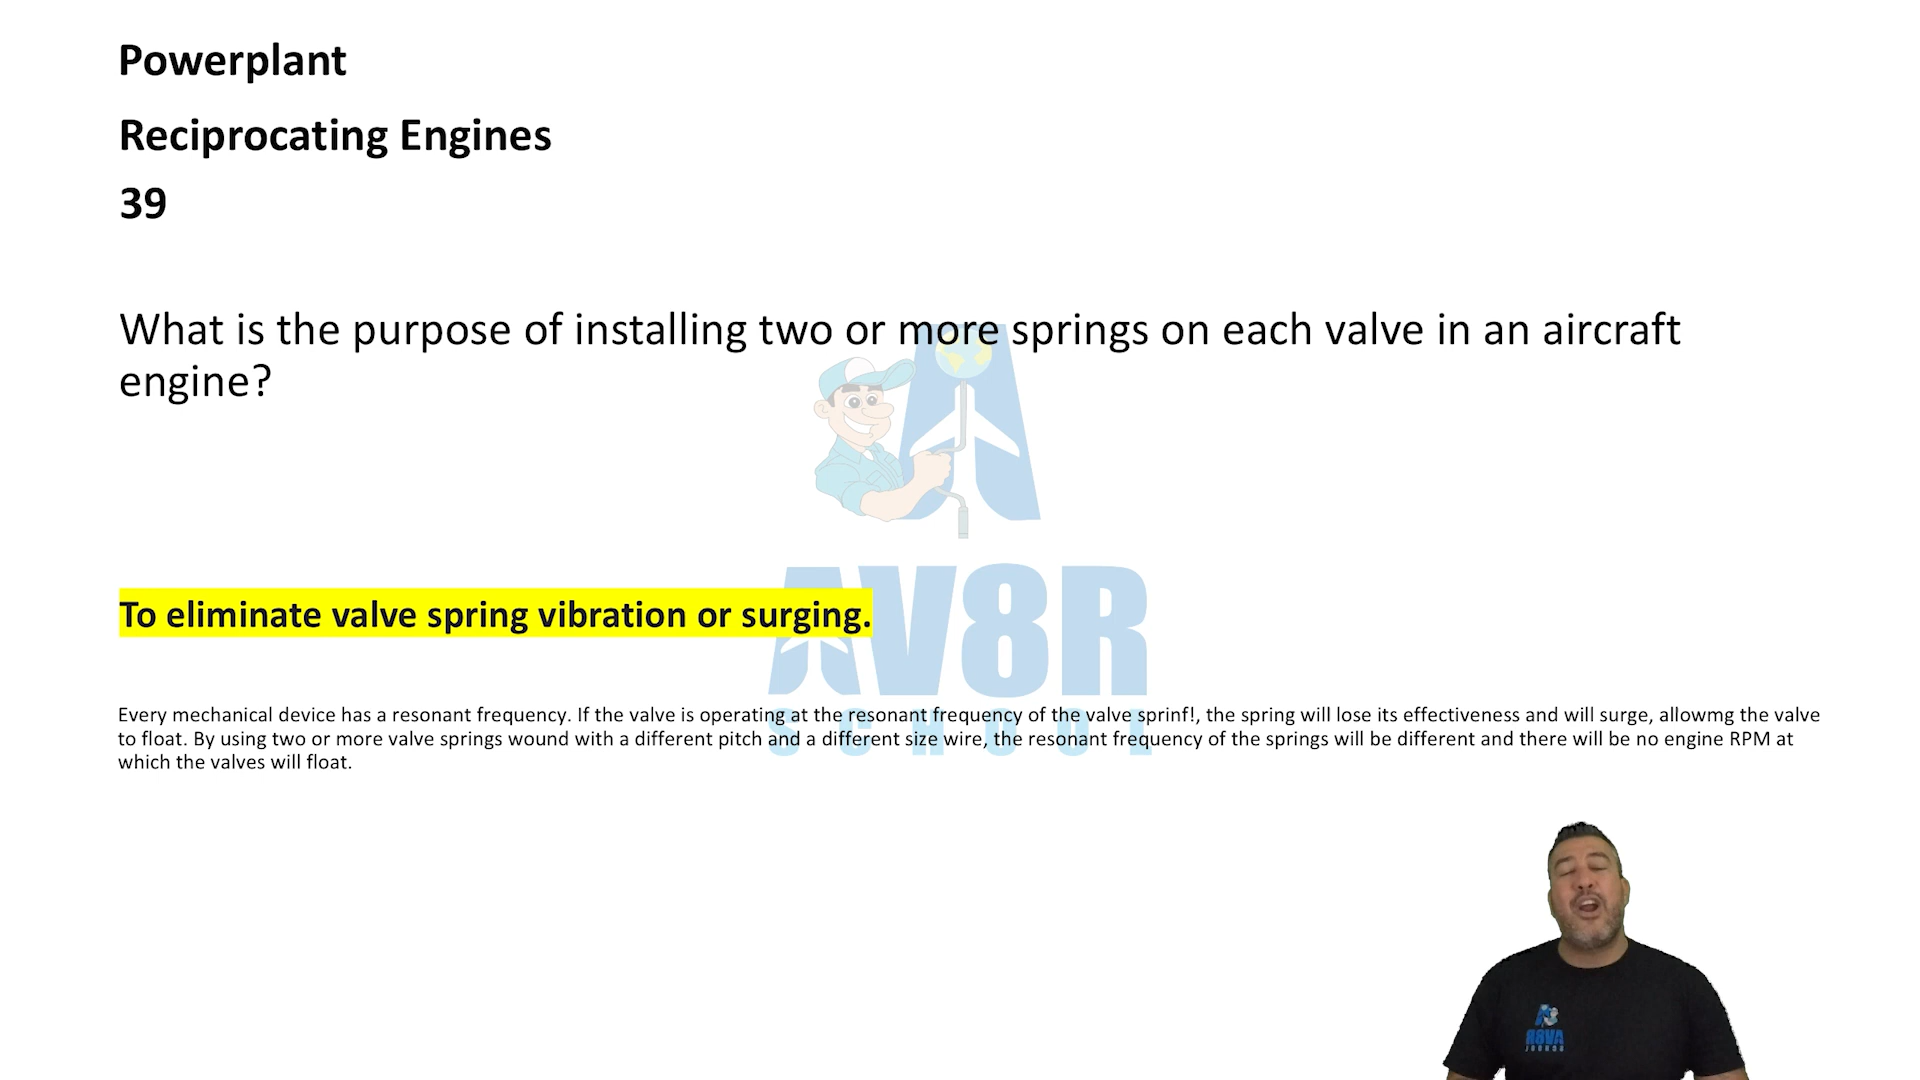 Powerplant
Reciprocating Engines
39
What is the purpose of installing two or more springs on each valve in an aircraft
engine?
To eliminate valve spring vibration or surging.
AV8R
SCHOOL
Every mechanical device has a resonant frequency. If the valve is operating at the resonant frequency of the valve sprinf!, the spring will lose its effectiveness and will surge, allowmg the valve
to float. By using two or more valve springs wound with a different pitch and a different size wire, the resonant frequency of the springs will be different and there will be no engine RPM at
which the valves will float.
AV8R
SCHOOL